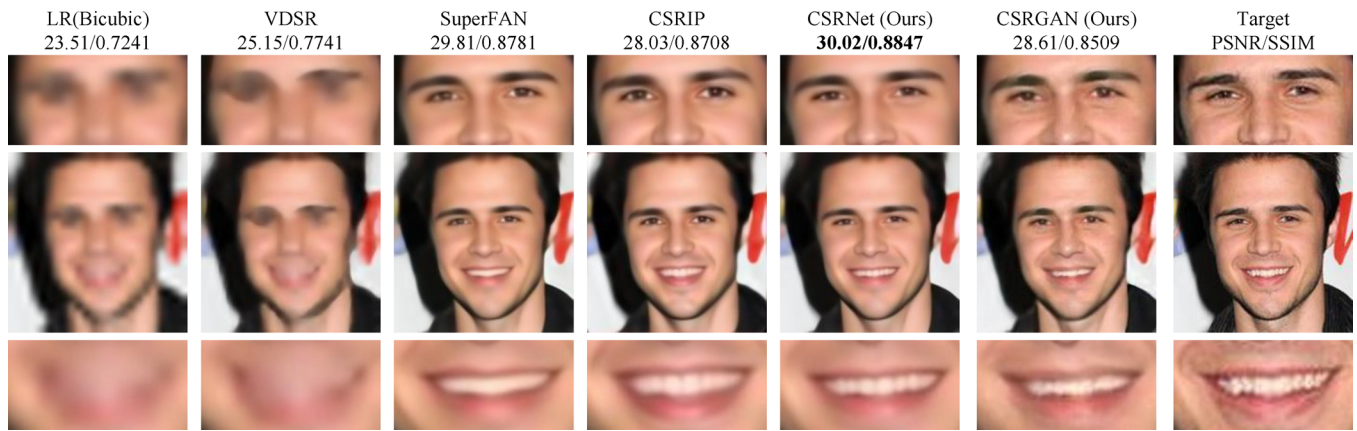 LR(Bicubic) VDSR SuperFAN CSRIP CSRNet (Ours) CSRGAN (Ours) Target
23.51/0.7241 25.15/0.7741 29.81/0.8781 28.03/0.8708 30.02/0.8847 28.61/0.8509 PSNR/SSIM